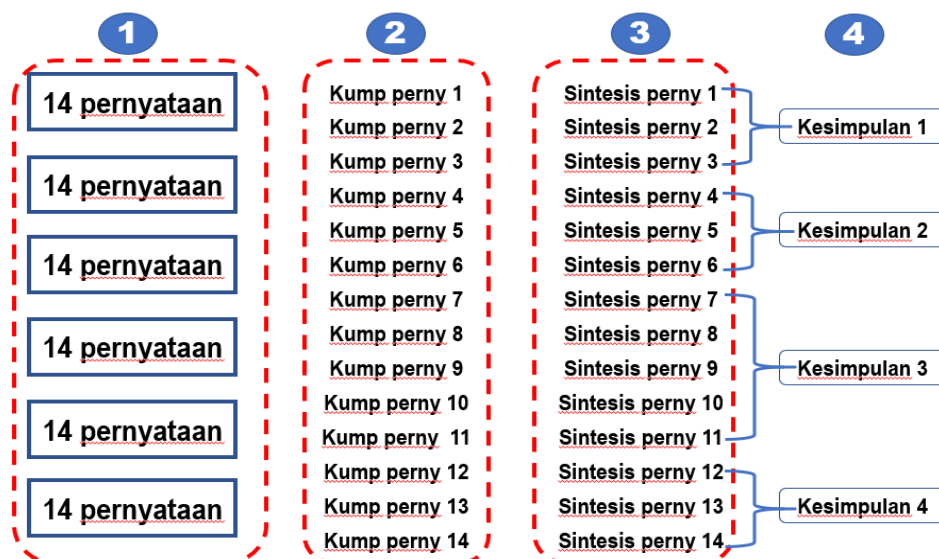 1
2
3
4
14 pernyataan
14 pernyataan
14 pernyataan
14 pernyataan
14 pernyataan
14 pernyataan
Kump perny 1
Kump perny 2
Kump perny 3
Kump perny 4
Kump perny 5
Kump perny 6
Kump perny 7
Kump perny 8
Kump perny 9
Kump perny 10
Kump perny 11
Kump perny 12
Kump perny 13
Kump perny 14
Sintesis perny 1
Sintesis perny 2
Sintesis perny 3
Sintesis perny 4
Sintesis perny 5
Sintesis perny 6
Sintesis perny 7
Sintesis perny 8
Sintesis perny 9
Sintesis perny 10
Sintesis perny 11
Sintesis perny 12
Sintesis perny 13
Sintesis perny 14
Kesimpulan 1
Kesimpulan 2
Kesimpulan 3
Kesimpulan 4